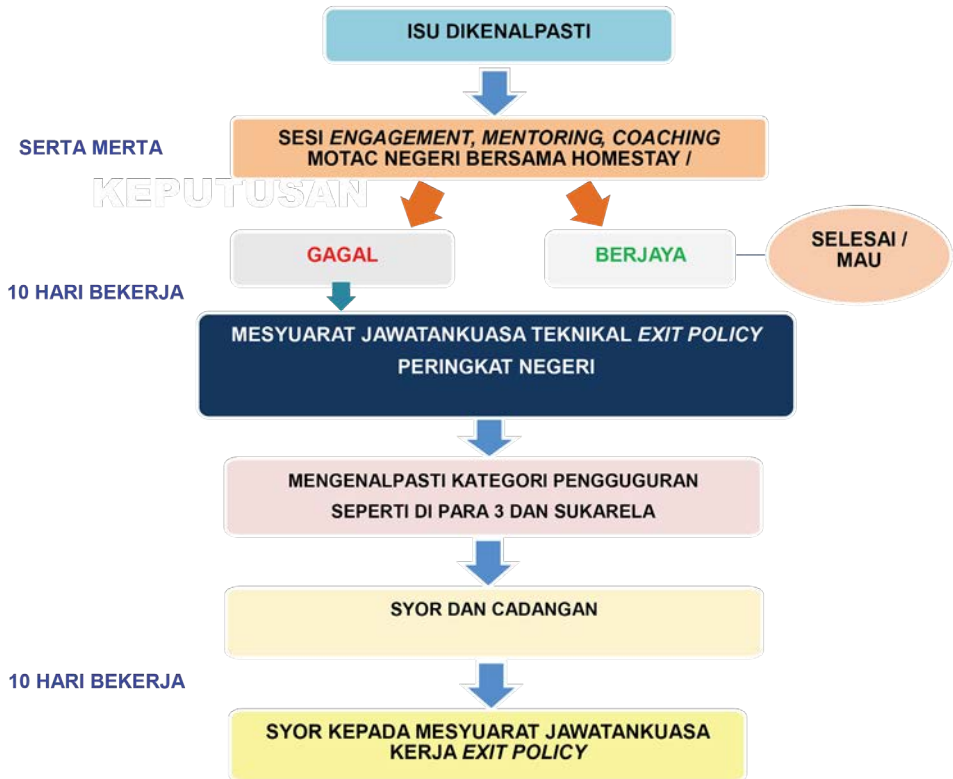 ISU DIKENALPASTI
SERTA MERTA
SESI ENGAGEMENT, MENTORING, COACHING
MOTAC NEGERI BERSAMA HOMESTAY /
KEPUTUSAN
GAGAL
BERJAYA
SELESAI /
MAU
10 HARI BEKERJA
MESYUARAT JAWATANKUASA TEKNIKAL EXIT POLICY
PERINGKAT NEGERI
MENGENALPASTI KATEGORI PENGGUGURAN
SEPERTI DI PARA 3 DAN SUKARELA
SYOR DAN CADANGAN
10 HARI BEKERJA
SYOR KEPADA MESYUARAT JAWATANKUASA
KERJA EXIT POLICY